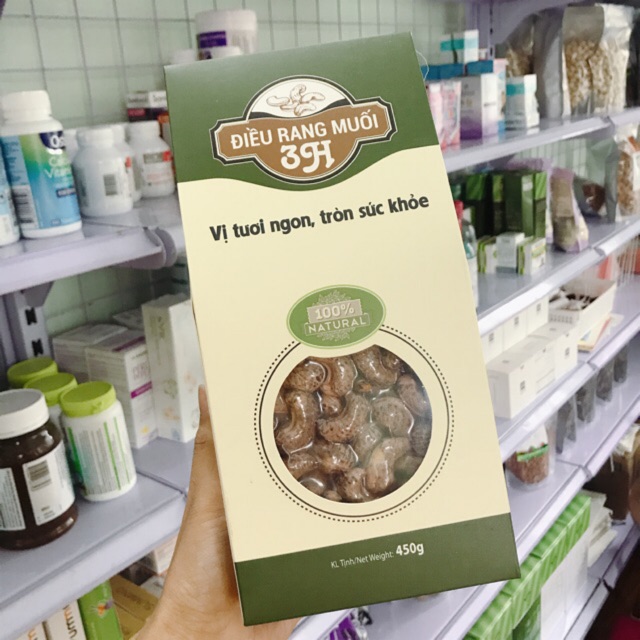 ĐIỀU RANG MUỐI
3H
Vị tươi ngon, tròn sức khỏe
100%
NATURAL
KL Tịnh/Net Weight: 450g